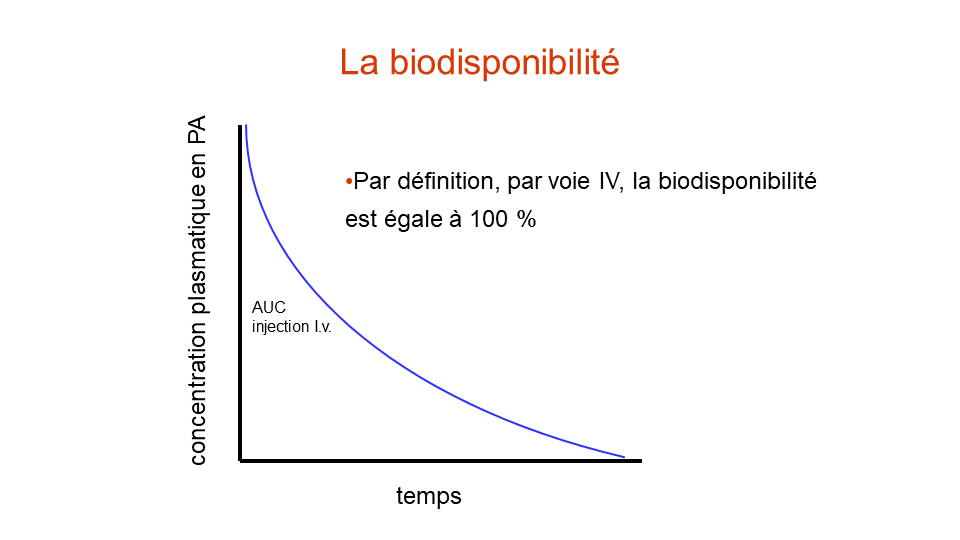 La biodisponibilité
concentration plasmatique en PA
•Par définition, par voie IV, la biodisponibilité
est égale à 100 %
AUC
injection I.v.
temps